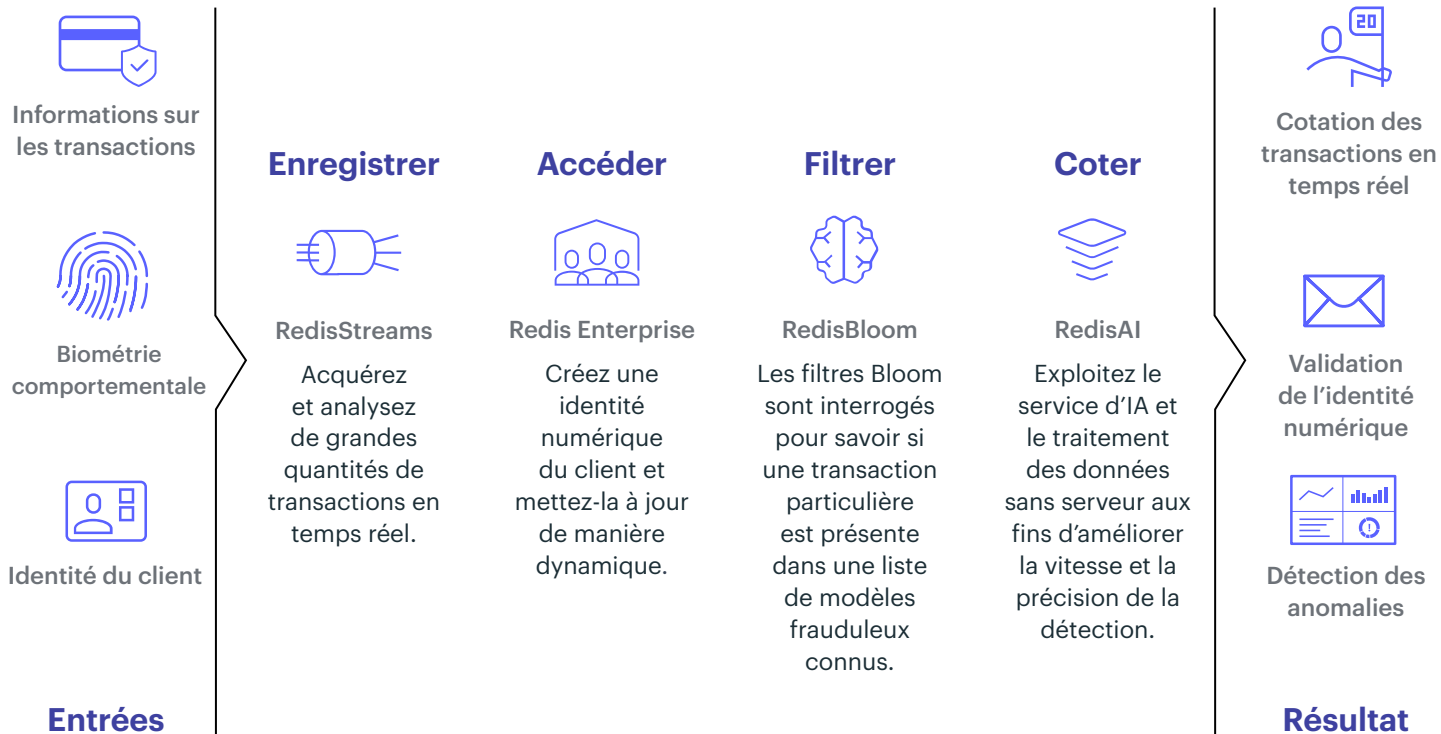 Informations sur
les transactions
Biométrie
comportementale
Identité du client
Entrées
Enregistrer
RedisStreams
Acquérez
et analysez
de grandes
quantités de
transactions en
temps réel.
Accéder
Redis Enterprise
Créez une
identité
numérique
du client et
mettez-la à jour
de manière
dynamique.
Filtrer
RedisBloom
Les filtres Bloom
sont interrogés
pour savoir si
une transaction
particulière
est présente
dans une liste
de modèles
frauduleux
connus.
Coter
RedisAI
Exploitez le
service d’IA et
le traitement
des données
sans serveur aux
fins d’améliorer
la vitesse et la
précision de la
détection.
20
Cotation des
transactions en
temps réel
Validation
de l’identité
numérique
!
Détection des
anomalies
Résultat